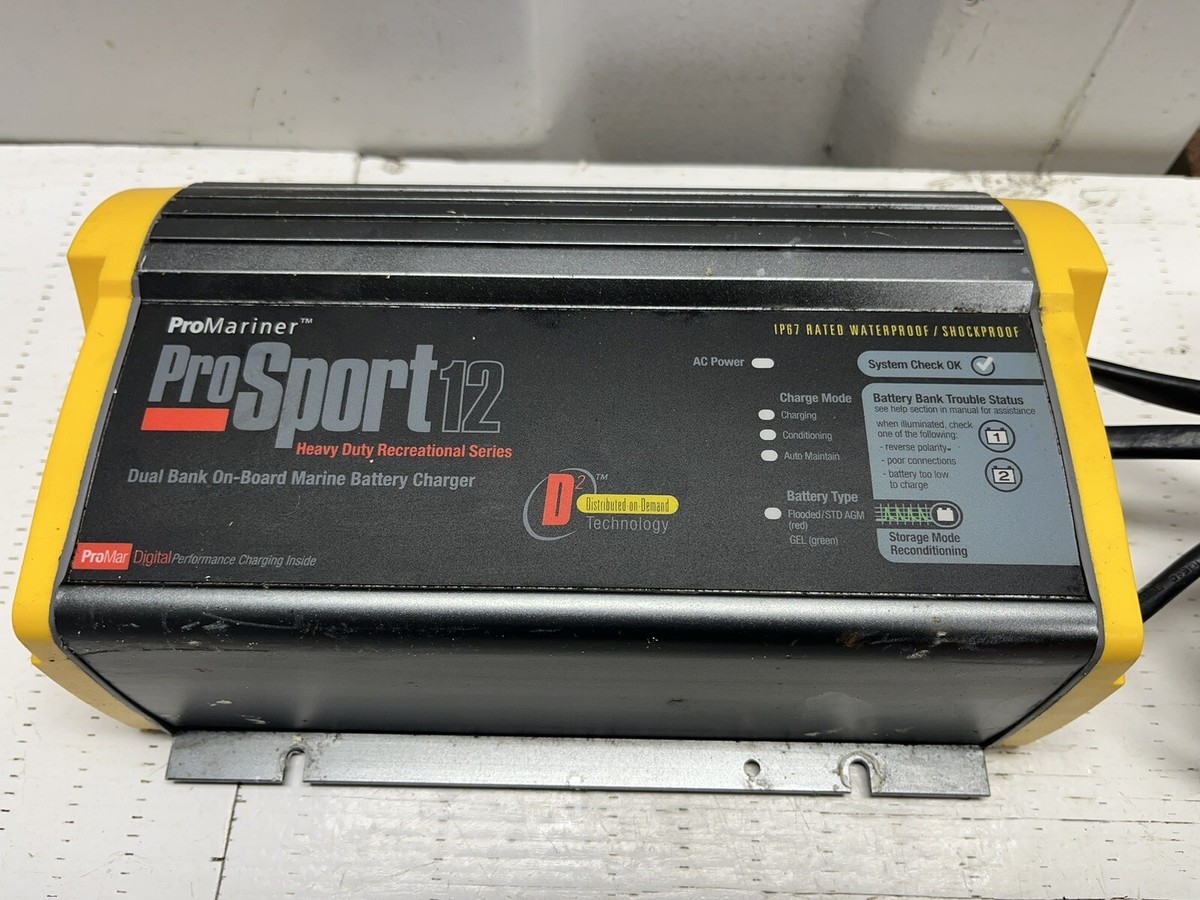 ProMariner™
ProSport12
Heavy Duty Recreational Series
Dual Bank On-Board Marine Battery Charger
D²™
Distributed-on-Demand
Technology
ProMar Digital Performance Charging Inside
IP67 RATED WATERPROOF / SHOCKPROOF
AC Power
Charge Mode
Charging
Conditioning
Auto Maintain
Battery Type
Flooded/STD AGM
(red)
GEL (green)
System Check OK
Battery Bank Trouble Status
see help section in manual for assistance
when illuminated, check
one of the following:
- reverse polarity
- poor connections
- battery too low
to charge
1
2
Storage Mode
Reconditioning